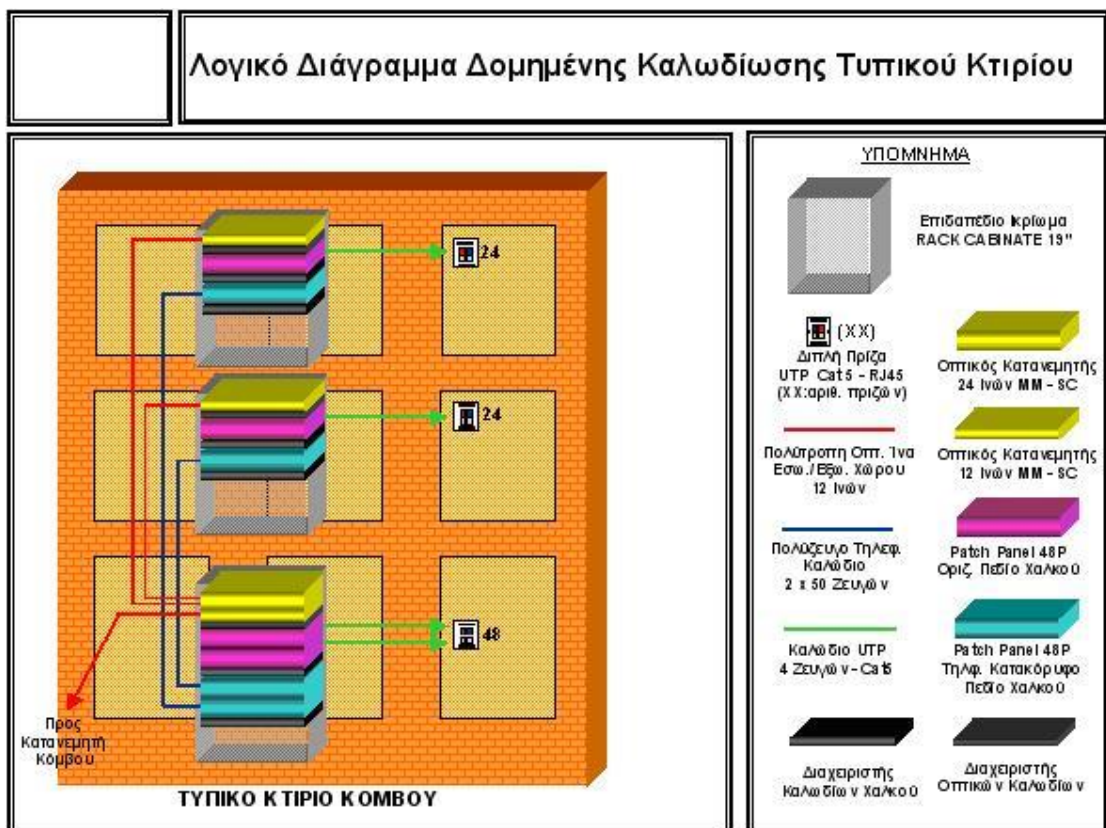 Λογικό Διάγραμμα Δομημένης Καλωδίωσης Τυπικού Κτιρίου
24
24
48
Προς
Κατανεμητή
Κόμβου
ΤΥΠΙΚΟ ΚΤΙΡΙΟ ΚΟΜΒΟΥ
ΥΠΟΜΝΗΜΑ
Επιδαπέδιο Ικρίωμα
RACK CABINATE 19"
(XX)
Διπλή Πρίζα
UTP Cat5 - RJ45
(XX:αριθ. πριζών)
Οπτικός Κατανεμητής
24 Ινών MM - SC
Πολύτροπη Οπτ. Ίνα
Εσω./Εξω. Χώρου
12 Ινών
Οπτικός Κατανεμητής
12 Ινών MM - SC
Πολύζευγο Τηλεφ.
Καλώδιο
2 x 50 Ζευγών
Patch Panel 48P
Οριζ. Πεδίο Χαλκού
Καλώδιο UTP
4 Ζευγών - Cat5
Patch Panel 48P
Τηλφ. Κατακόρυφο
Πεδίο Χαλκού
Διαχειριστής
Καλωδίων Χαλκού
Διαχειριστής
Οπτικών Καλωδίων